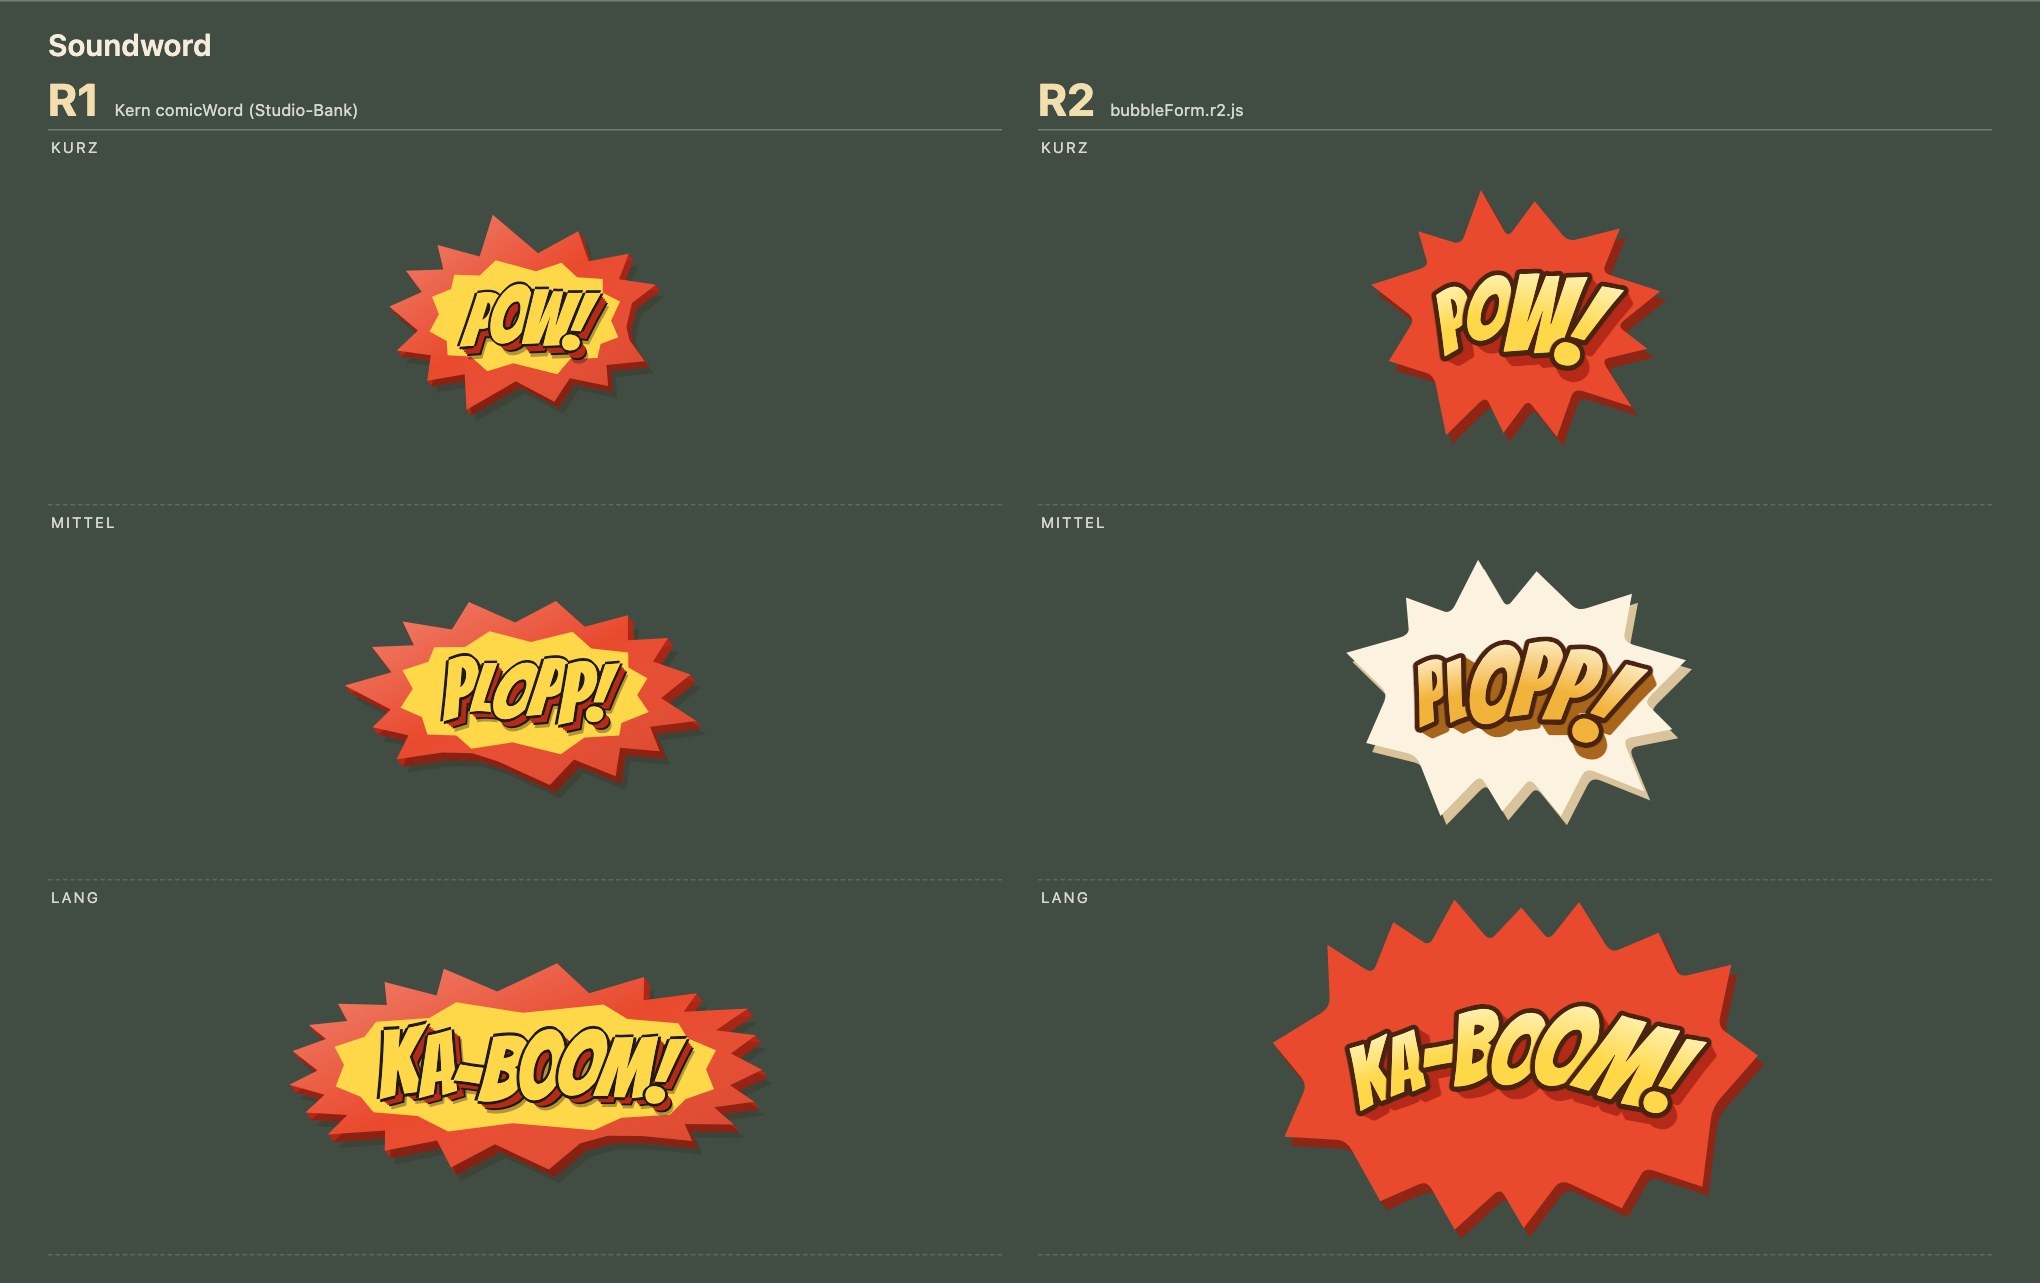 Soundword
R1 Kern comicWord (Studio-Bank)
KURZ
POW!
MITTEL
PLOPP!
LANG
KA-BOOM!
R2 bubbleForm.r2.js
KURZ
POW!
MITTEL
PLOPP!
LANG
KA-BOOM!